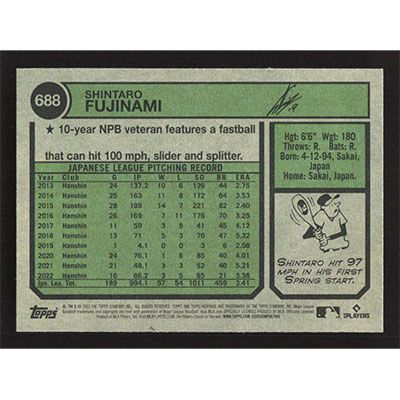 688
SHINTARO
FUJINAMI
★ 10-year NPB veteran features a fastball
that can hit 100 mph, slider and splitter.
Hgt: 6'6" Wgt: 180
Throws: R. Bats: R.
Born: 4-12-94, Sakai,
Japan
Home: Sakai, Japan.
JAPANESE LEAGUE PITCHING RECORD
Year Club G IP W L SO BB ERA
2013 Hanshin 24 137.2 10 6 126 44 2.75
2014 Hanshin 25 163 11 8 172 64 3.53
2015 Hanshin 28 199 14 7 221 82 2.40
2016 Hanshin 26 169 7 11 176 70 3.25
2017 Hanshin 11 59 3 5 41 45 4.12
2018 Hanshin 13 71 5 3 70 47 5.32
2019 Hanshin 1 4.1 0 0 3 6 2.08
2020 Hanshin 24 76.1 1 6 85 40 4.01
2021 Hanshin 21 48.1 3 3 52 40 5.21
2022 Hanshin 16 66.2 3 5 65 21 3.38
Jpn. Lea. Tot. 189 994.1 57 54 1011 459 3.41
SHINTARO HIT 97
MPH IN HIS FIRST
SPRING START.
Topps
PLAYERS